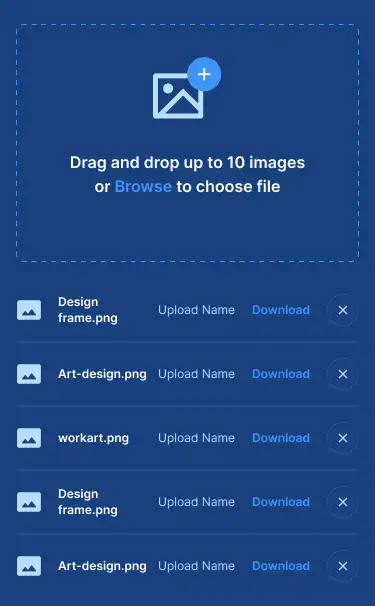 Drag and drop up to 10 images
or Browse to choose file
Design
frame.png
Upload Name
Download
Art-design.png
Upload Name
Download
workart.png
Upload Name
Download
Design
frame.png
Upload Name
Download
Art-design.png
Upload Name
Download